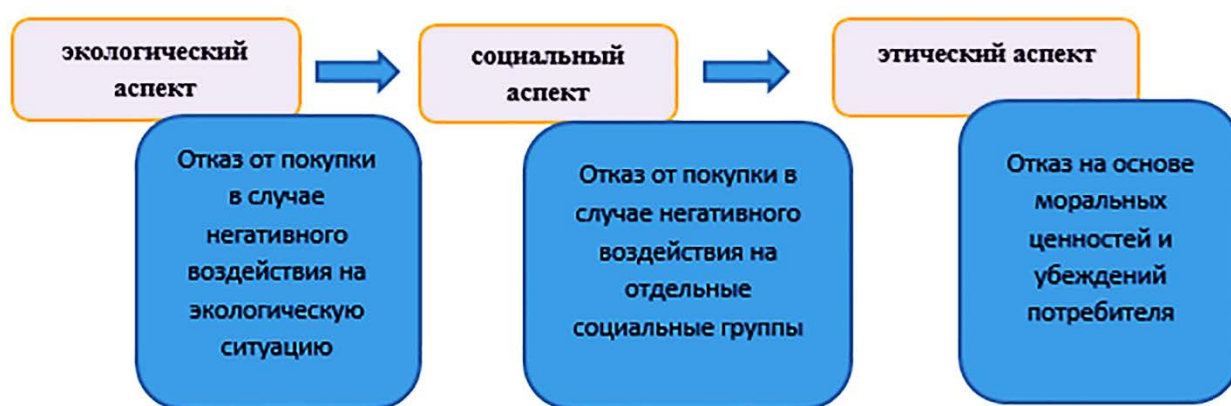 экологический
аспект
Отказ от покупки
в случае
негативного
воздействия на
экологическую
ситуацию
социальный
аспект
Отказ от покупки в
случае негативного
воздействия на
отдельные
социальные группы
этический аспект
Отказ на основе
моральных
ценностей и
убеждений
потребителя